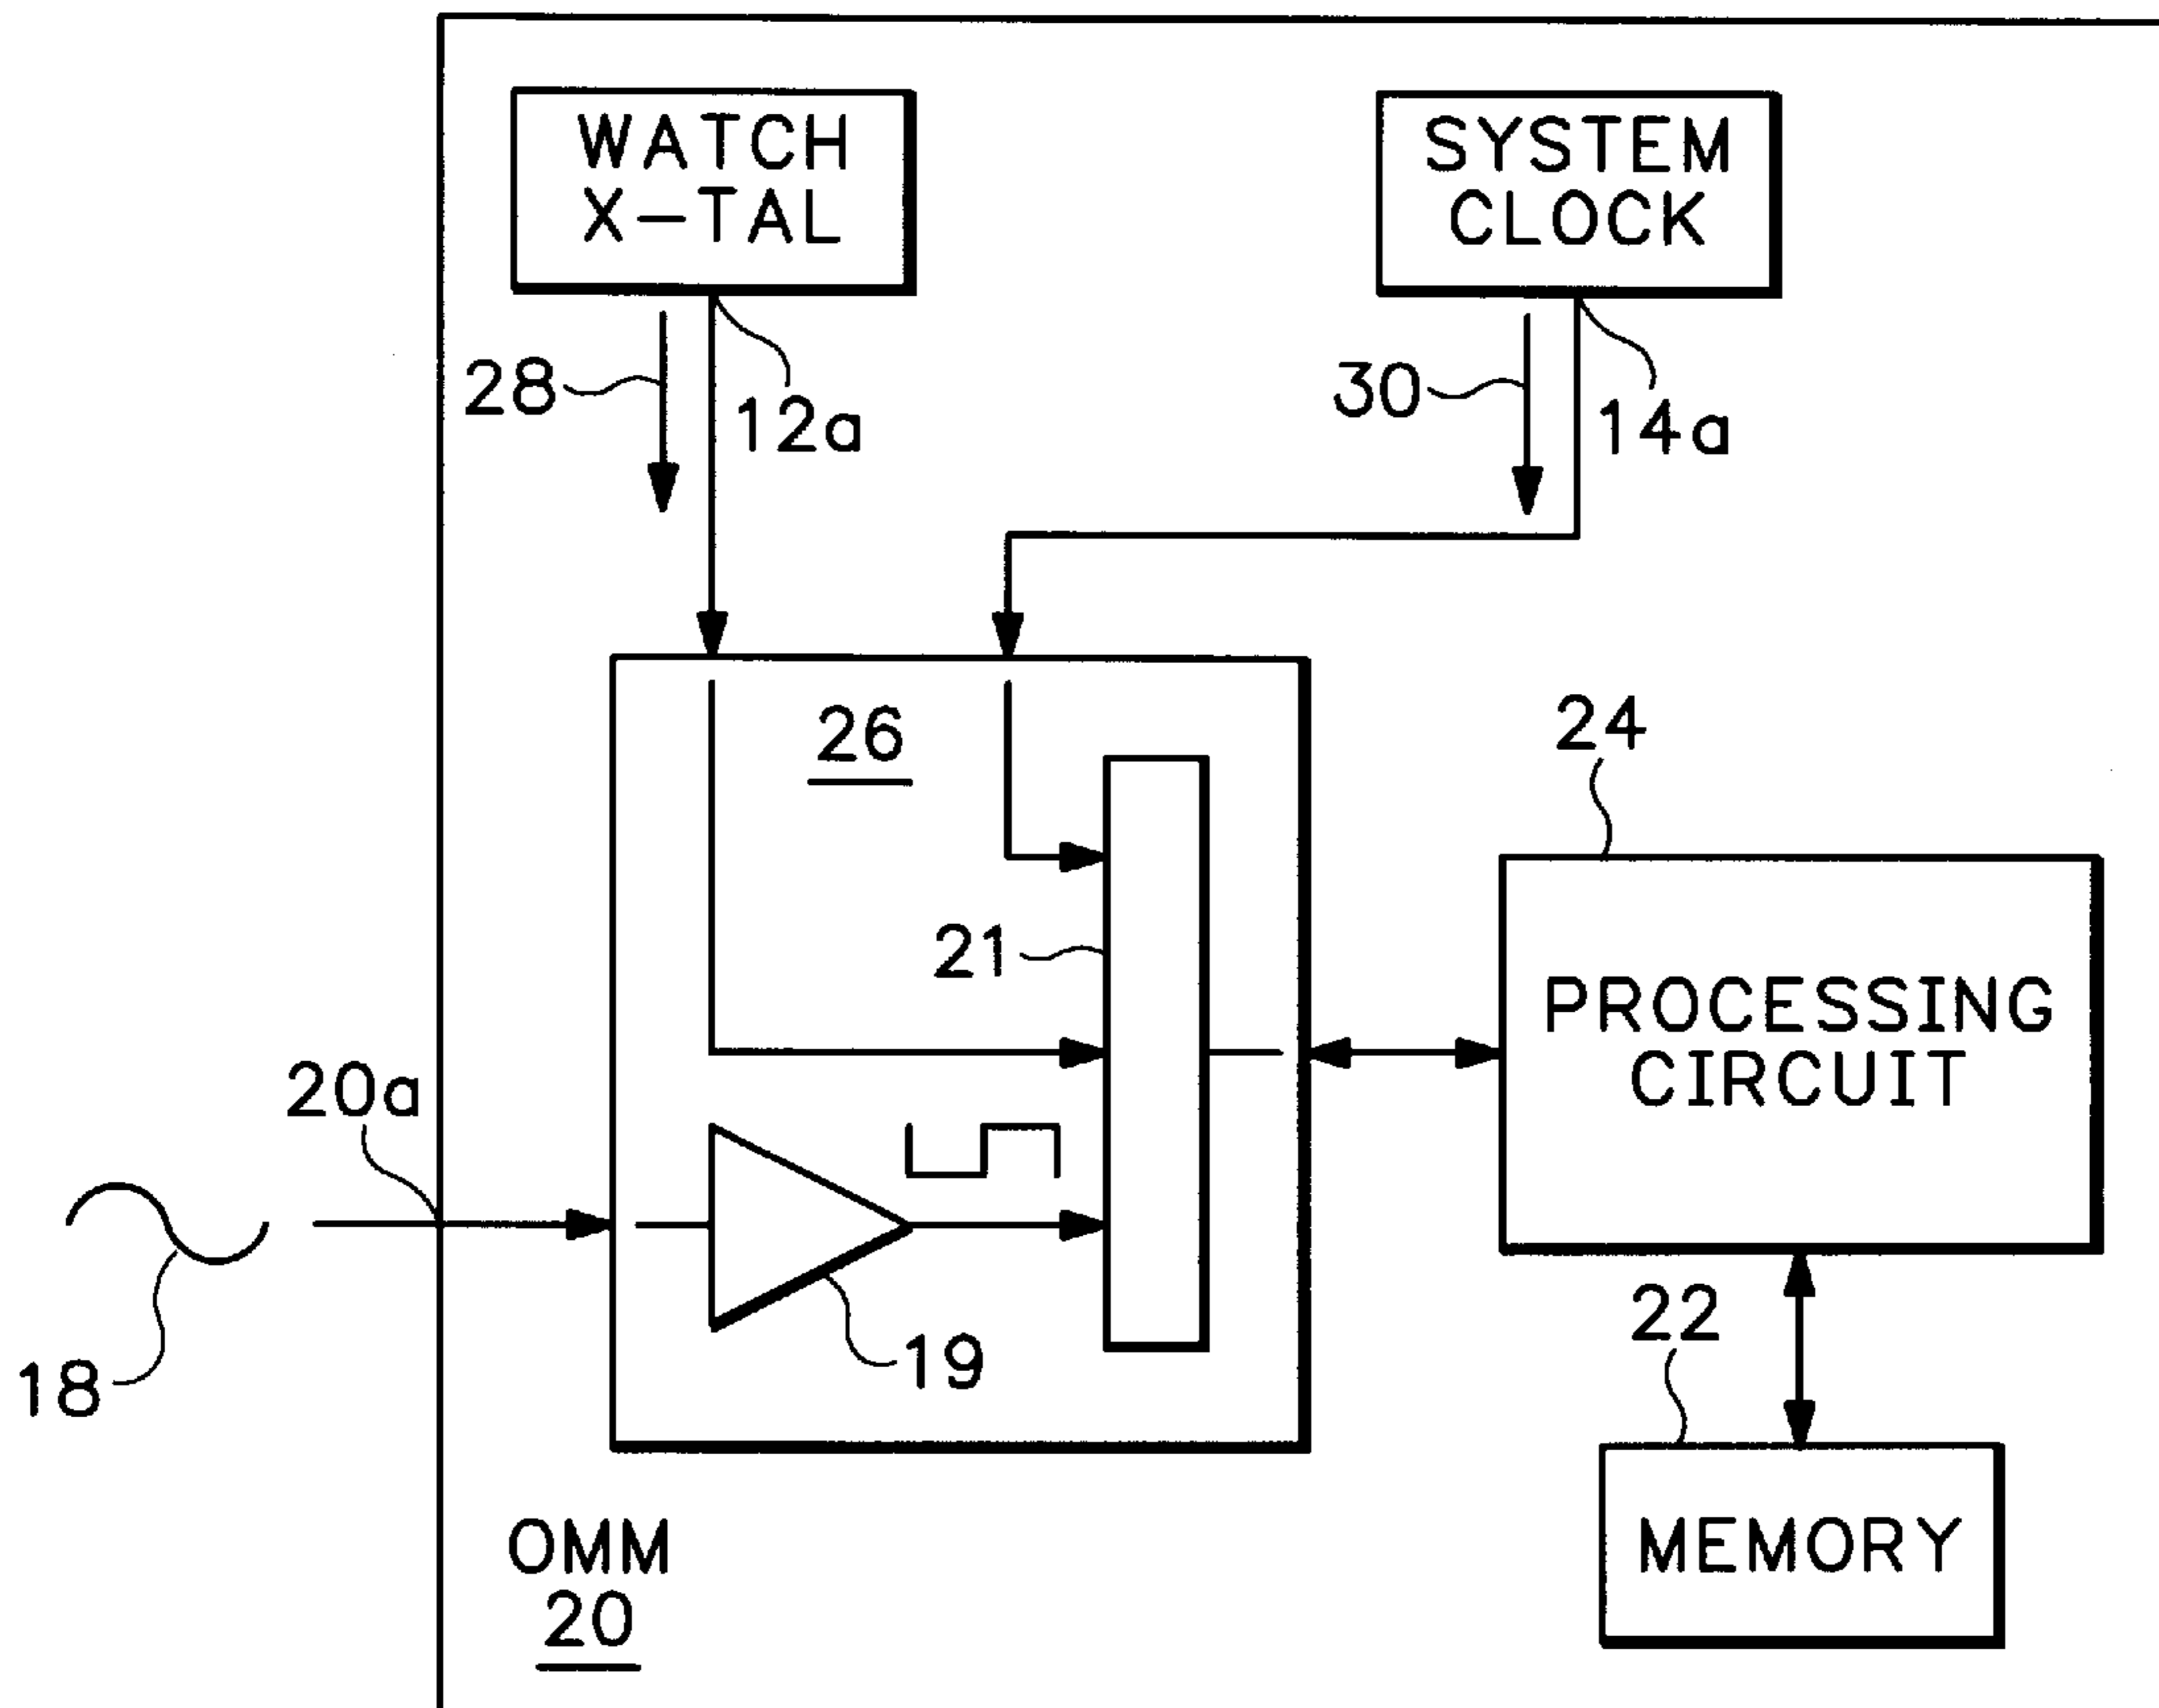 WATCH
X-TAL
SYSTEM
CLOCK
28
12a
30
14a
26
24
21
PROCESSING
CIRCUIT
20a
18
19
22
MEMORY
OMM
20